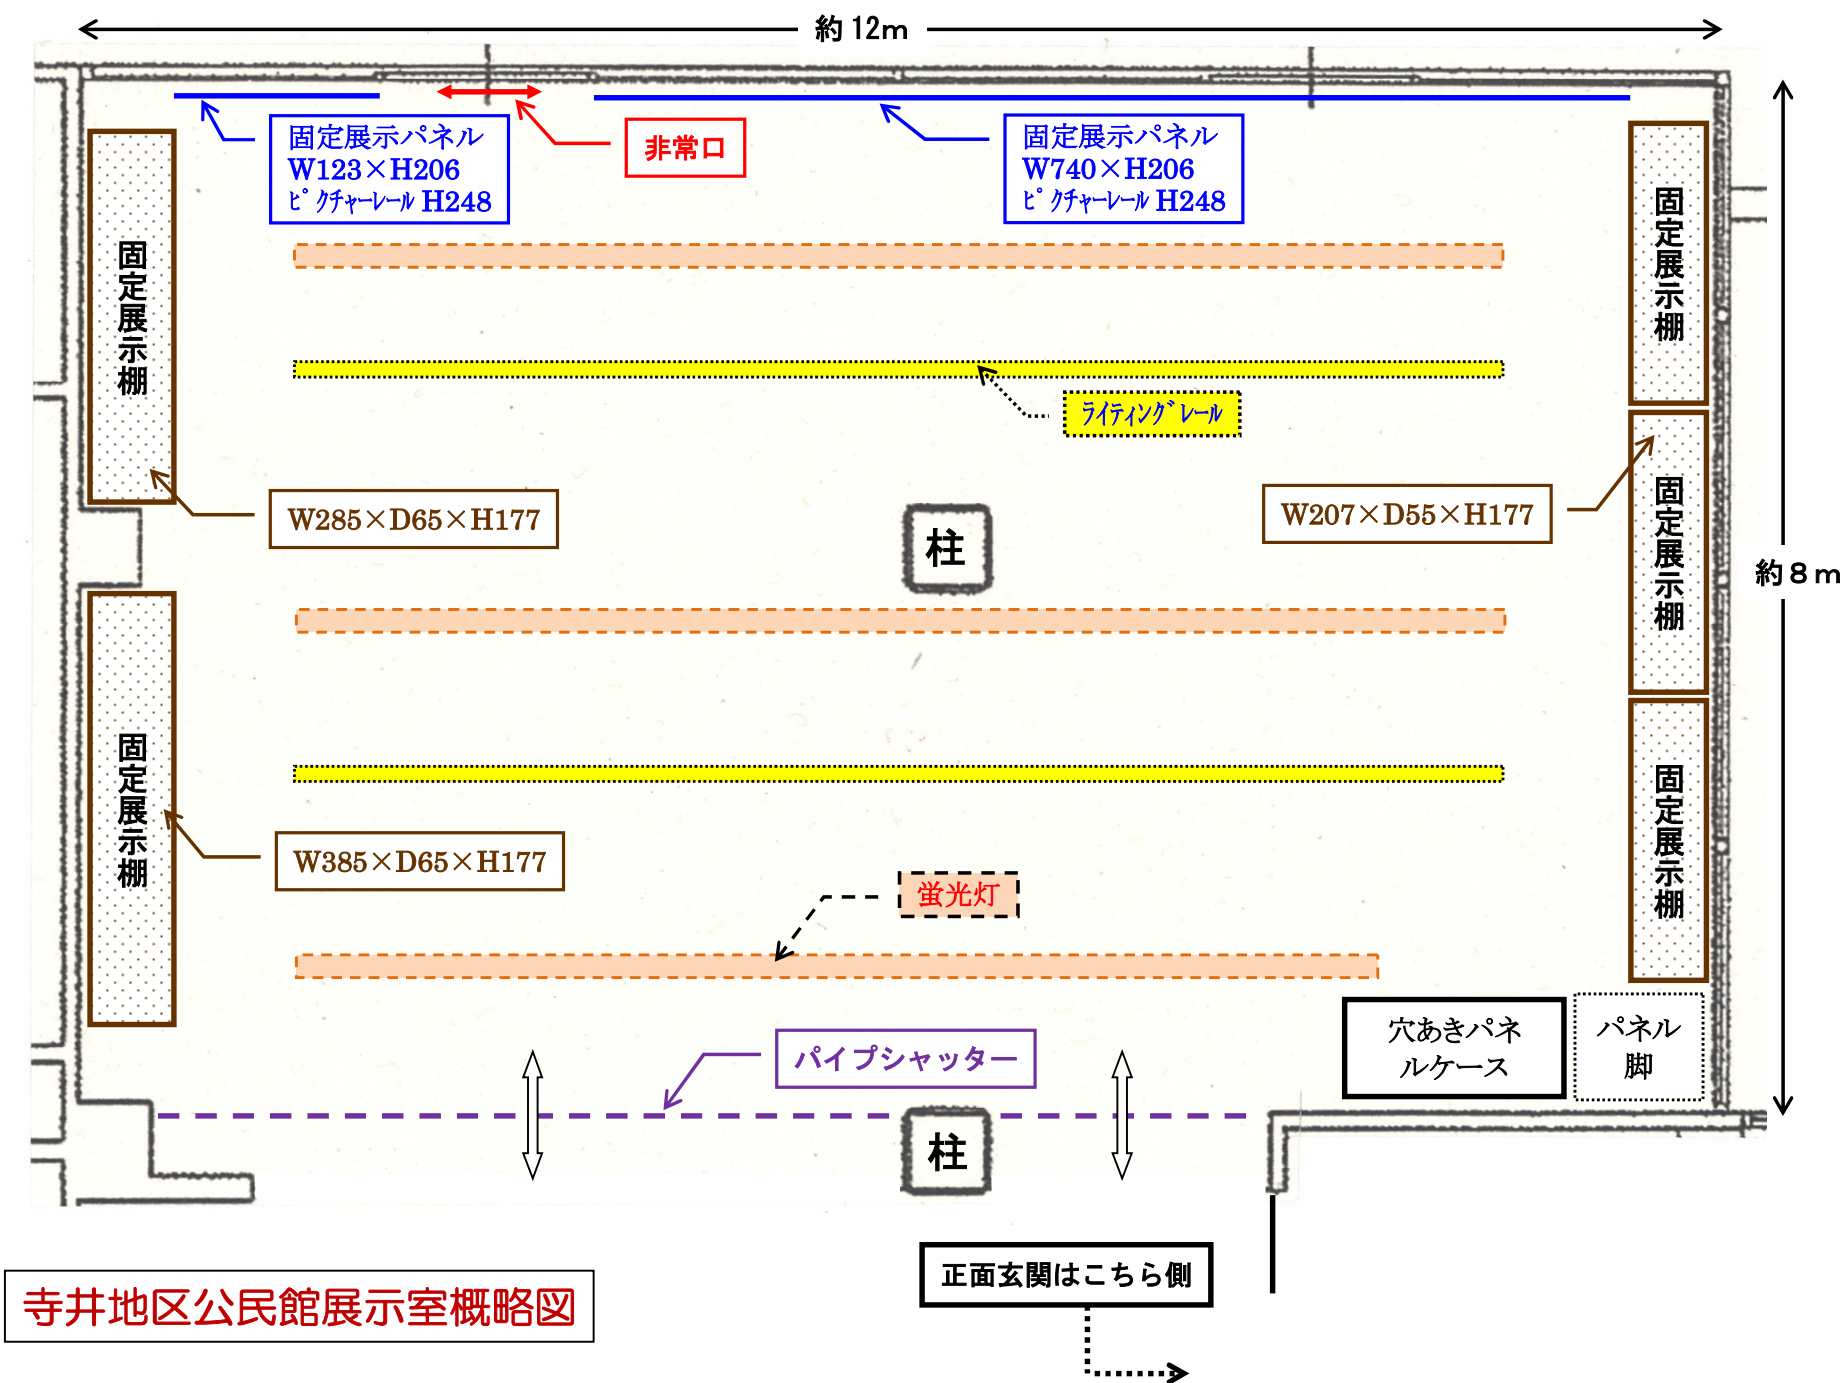 約 12m
固定展示パネル
W123×H206
ﾋﾟｸﾁｬｰﾚｰﾙ H248
非常口
固定展示パネル
W740×H206
ﾋﾟｸﾁｬｰﾚｰﾙ H248
固定展示棚
固定展示棚
ﾗｲﾃｨﾝｸﾞﾚｰﾙ
W285×D65×H177
柱
W207×D55×H177
固定展示棚
約８ｍ
固定展示棚
固定展示棚
W385×D65×H177
蛍光灯
穴あきパネ
ルケース
パネル
脚
パイプシャッター
柱
正面玄関はこちら側
寺井地区公民館展示室概略図